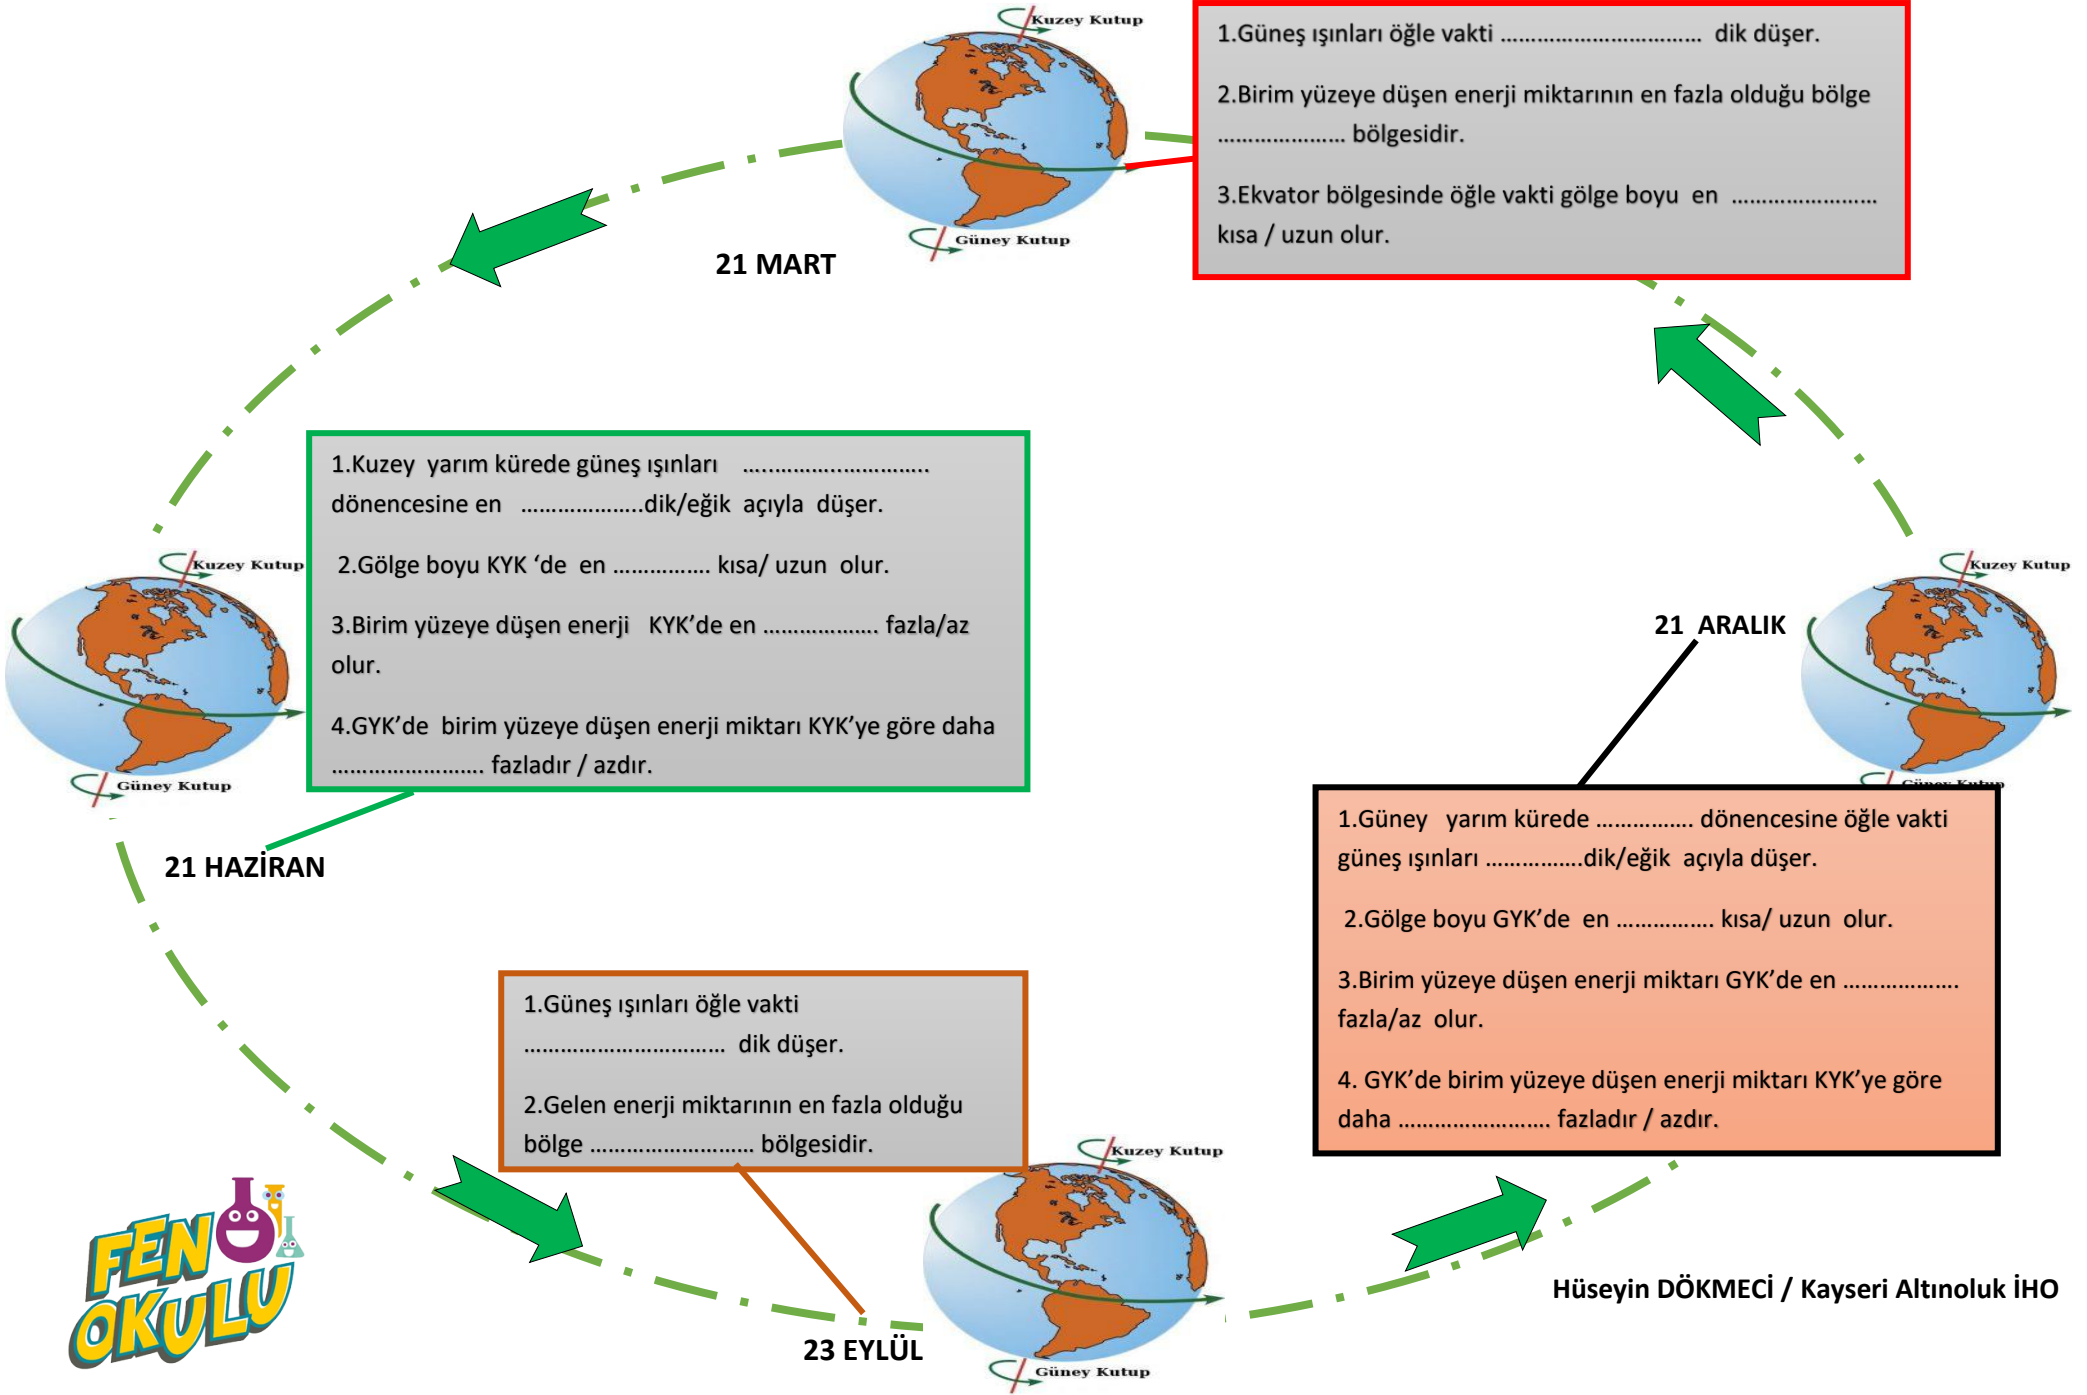 Kuzey Kutup
Güney Kutup
21 MART
1.Güneş ışınları öğle vakti ................................. dik düşer.
2.Birim yüzeye düşen enerji miktarının en fazla olduğu bölge
..................... bölgesidir.
3.Ekvator bölgesinde öğle vakti gölge boyu en ........................
kısa / uzun olur.
1.Kuzey yarım kürede güneş ışınları ..............................
dönencesine en ....................dik/eğik açıyla düşer.
2.Gölge boyu KYK ‘de en ................ kısa/ uzun olur.
3.Birim yüzeye düşen enerji KYK’de en ................... fazla/az
olur.
4.GYK’de birim yüzeye düşen enerji miktarı KYK’ye göre daha
......................... fazladır / azdır.
Kuzey Kutup
Güney Kutup
21 HAZİRAN
Kuzey Kutup
Güney Kutup
21 ARALIK
1.Güney yarım kürede ................ dönencesine öğle vakti
güneş ışınları ................dik/eğik açıyla düşer.
2.Gölge boyu GYK’de en ................ kısa/ uzun olur.
3.Birim yüzeye düşen enerji miktarı GYK’de en ...................
fazla/az olur.
4. GYK’de birim yüzeye düşen enerji miktarı KYK’ye göre
daha ......................... fazladır / azdır.
1.Güneş ışınları öğle vakti
................................. dik düşer.
2.Gelen enerji miktarının en fazla olduğu
bölge ........................... bölgesidir.
Kuzey Kutup
Güney Kutup
23 EYLÜL
FEN
OKULU
Hüseyin DÖKMECİ / Kayseri Altınoluk İHO